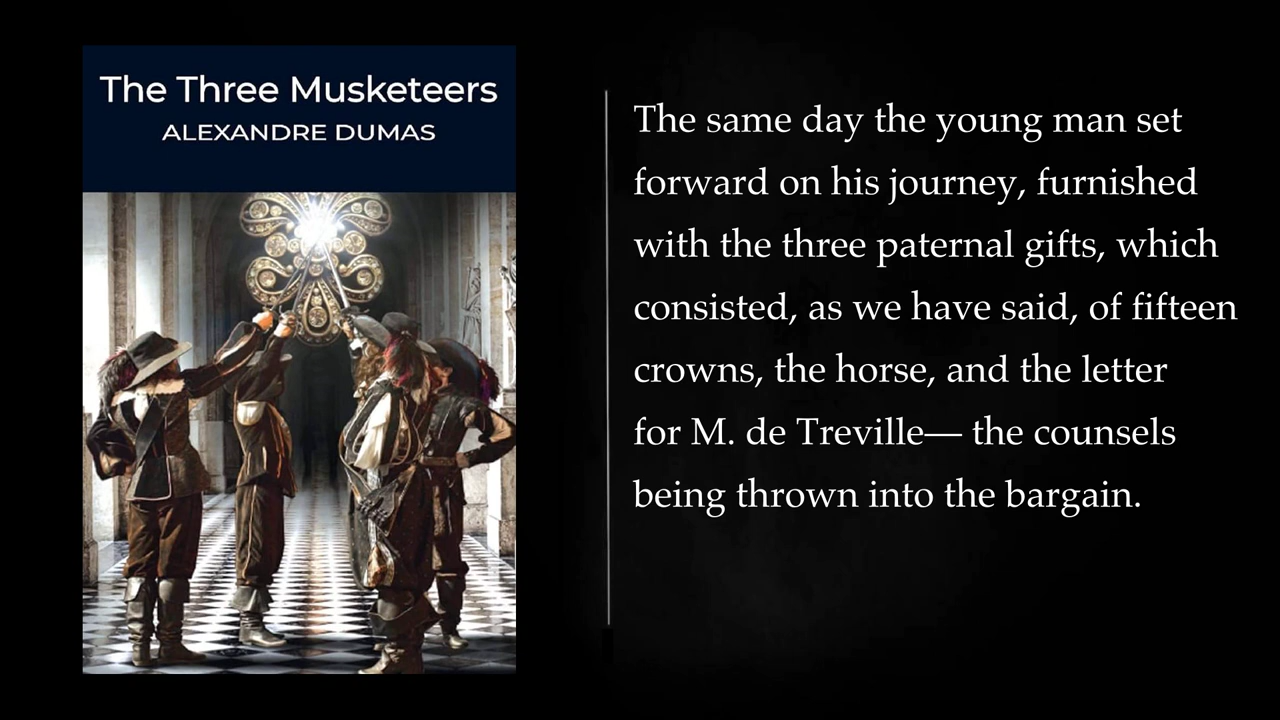 The Three Musketeers
ALEXANDRE DUMAS
The same day the young man set
forward on his journey, furnished
with the three paternal gifts, which
consisted, as we have said, of fifteen
crowns, the horse, and the letter
for M. de Treville— the counsels
being thrown into the bargain.